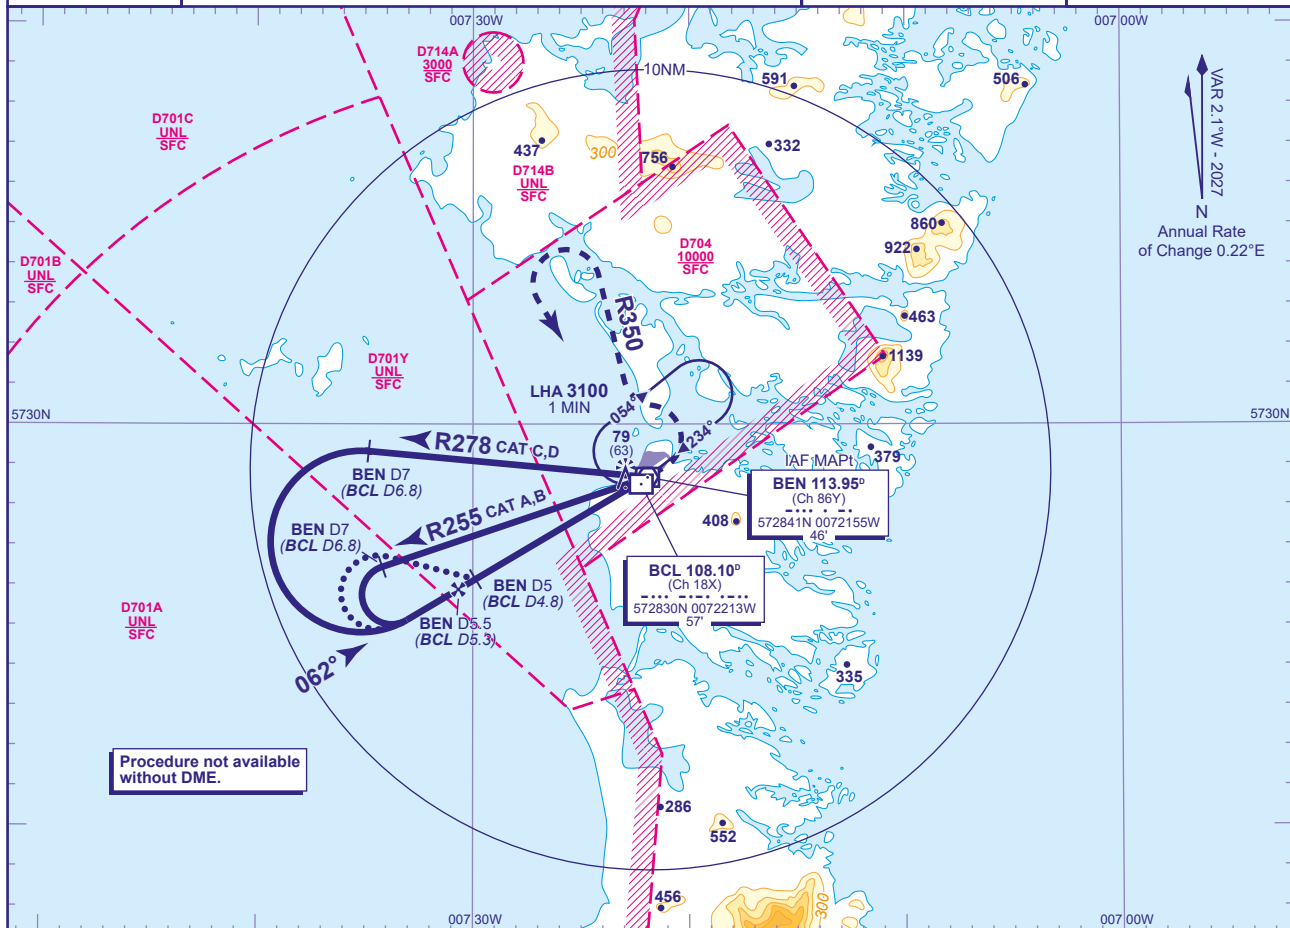 007'30W
007'00W
D714A
3000
SFC
10NM
591
506
VAR 2.1°W - 2027
N
Annual Rate
of Change 0.22°E
D701C
UNL
SFC
437
300
756
332
D714B
UNL
SFC
860
922
D704
10000
SFC
D701B
UNL
SFC
463
R350
1139
D701Y
UNL
SFC
LHA 3100
1 MIN
054°
5730N
5730N
79
(63)
234°
R278 CAT C,D
379
IAF MAPt
BEN 113.95ᴰ
(Ch 86Y)
572841N 0072155W
46'
BEN D7
(BCL D6.8)
R255 CAT A,B
408
BEN D7
(BCL D6.8)
BCL 108.10ᴰ
(Ch 18X)
572830N 0072213W
57'
BEN D5
(BCL D4.8)
BEN D5.5
(BCL D5.3)
D701A
UNL
SFC
062°
335
Procedure not available
without DME.
286
552
456
300
007'30W
007'00W